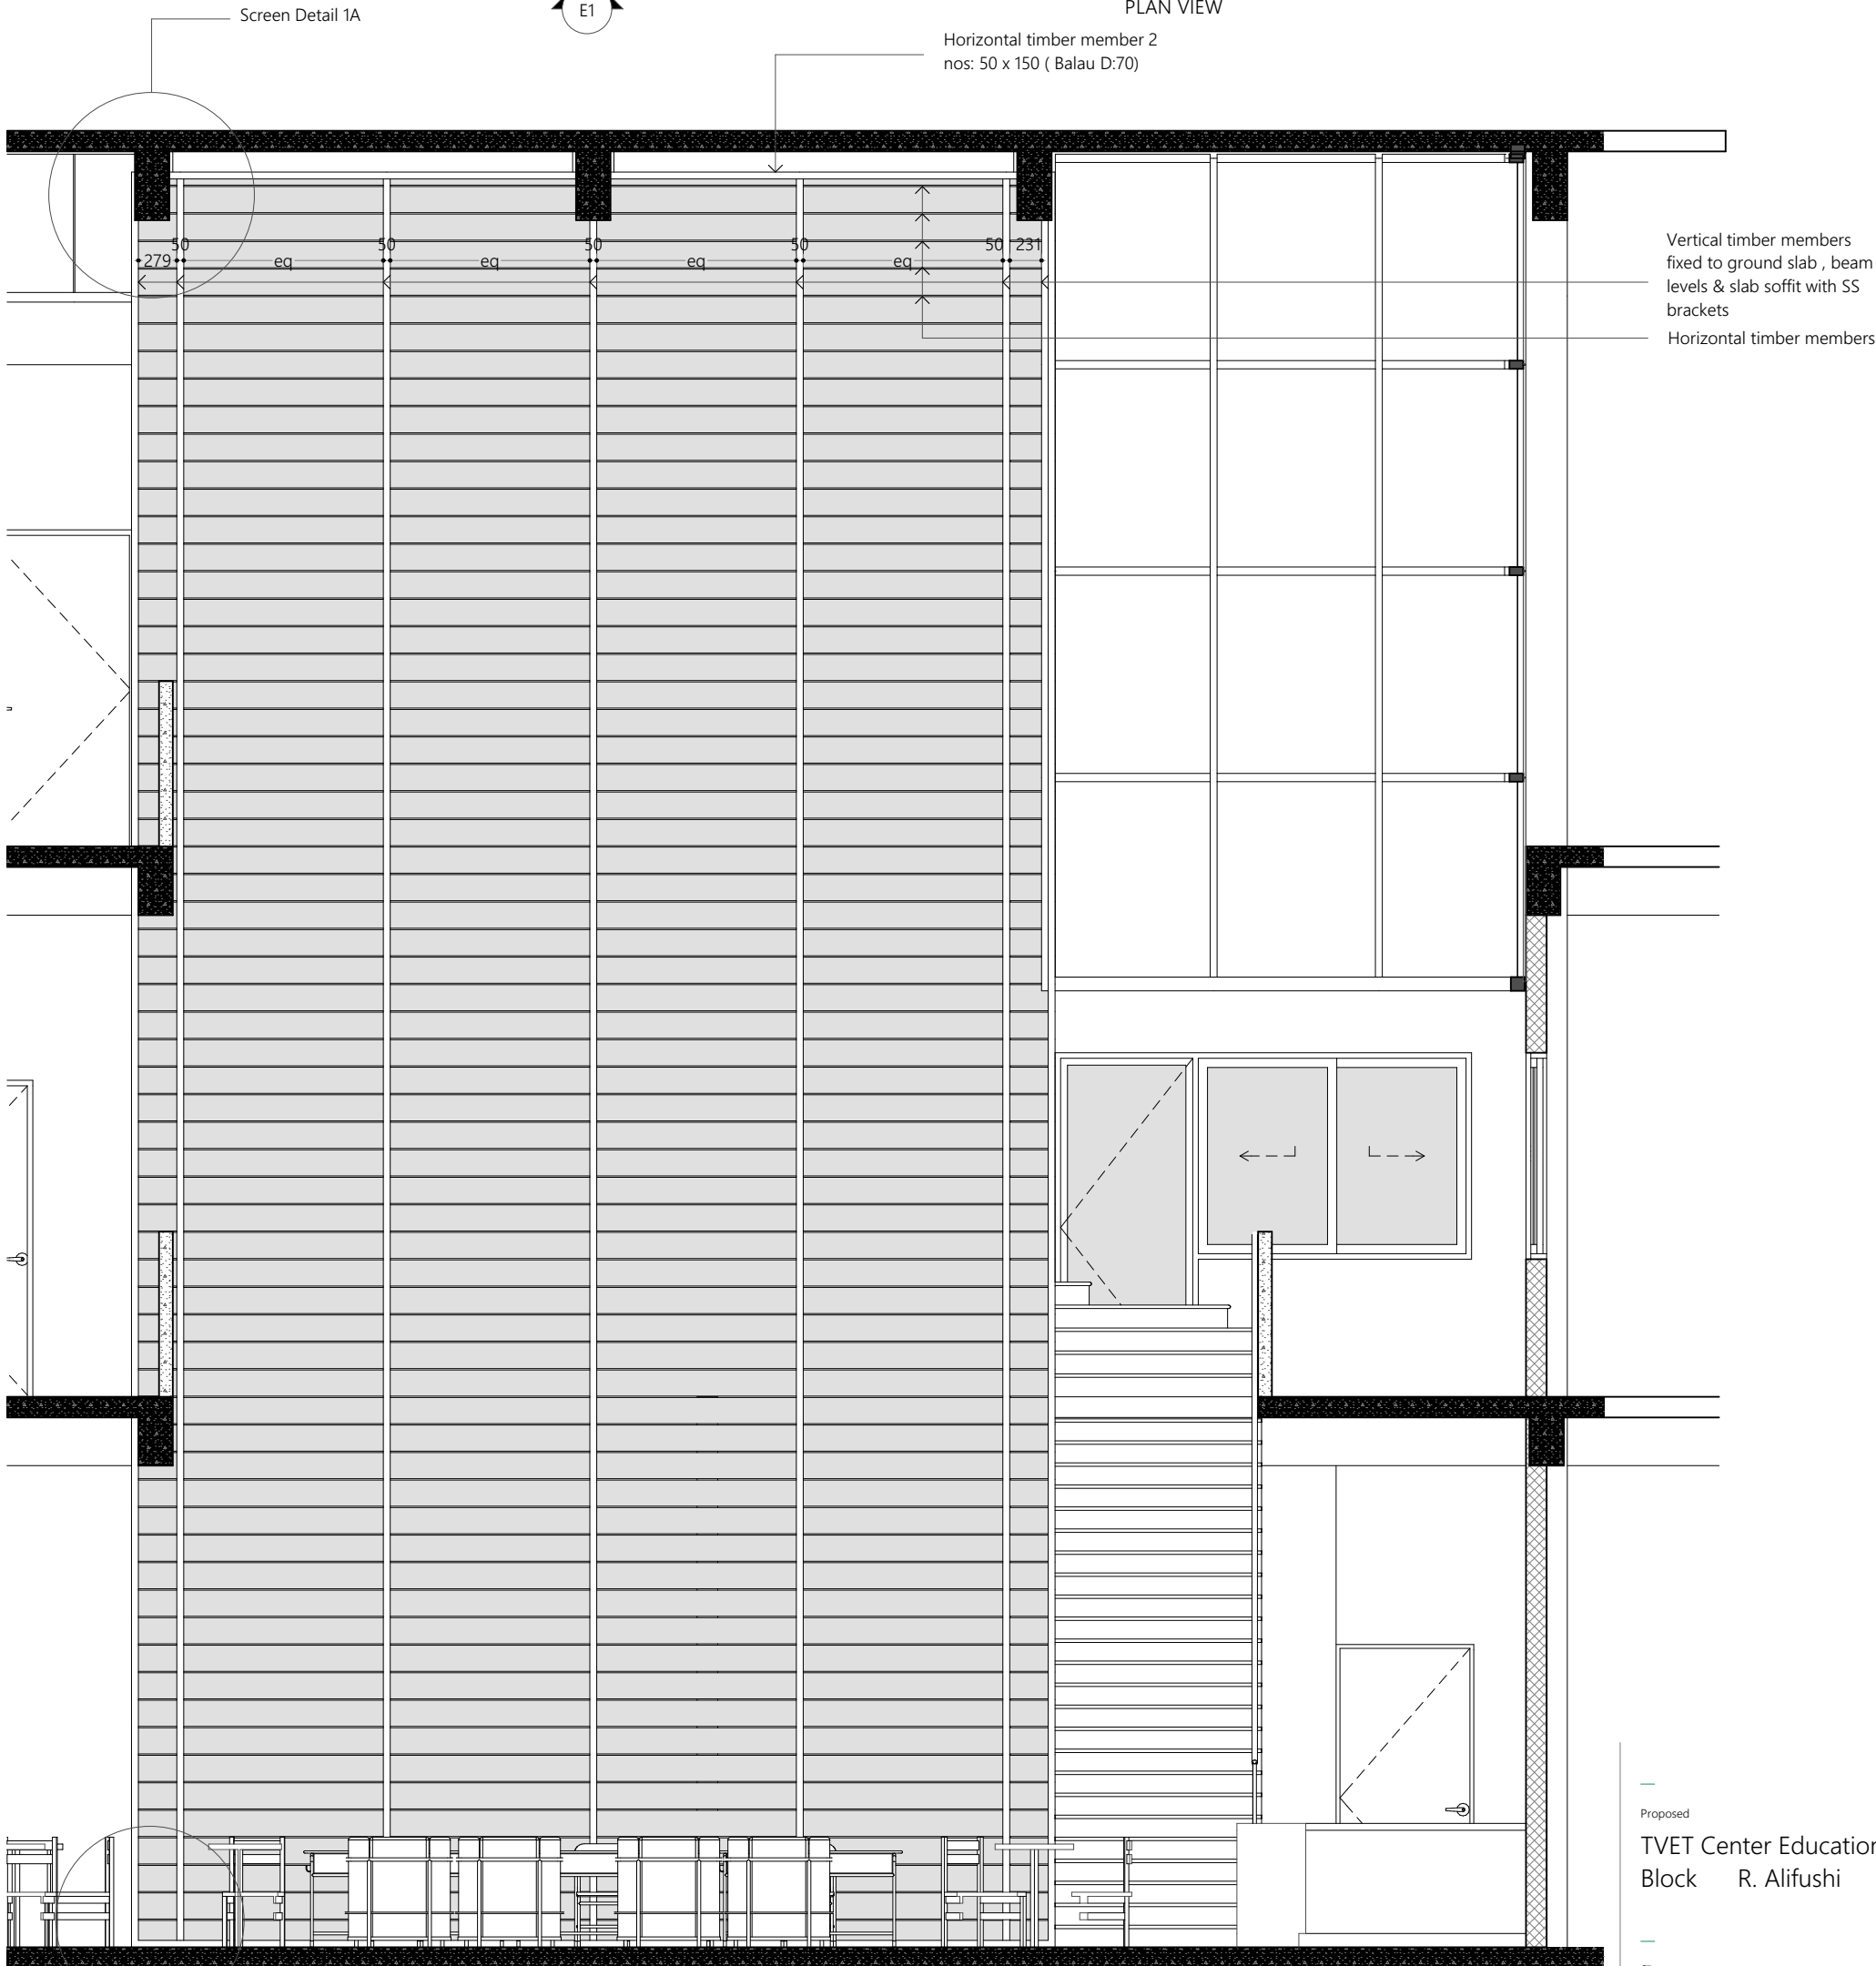 Screen Detail 1A
E1
PLAN VIEW
Horizontal timber member 2
nos: 50 x 150 ( Balau D:70)
50
50
50
50
50
231
279
eq
eq
eq
eq
Vertical timber members
fixed to ground slab , beam
levels & slab soffit with SS
brackets
Horizontal timber members
Proposed
TVET Center Education
Block R. Alifushi